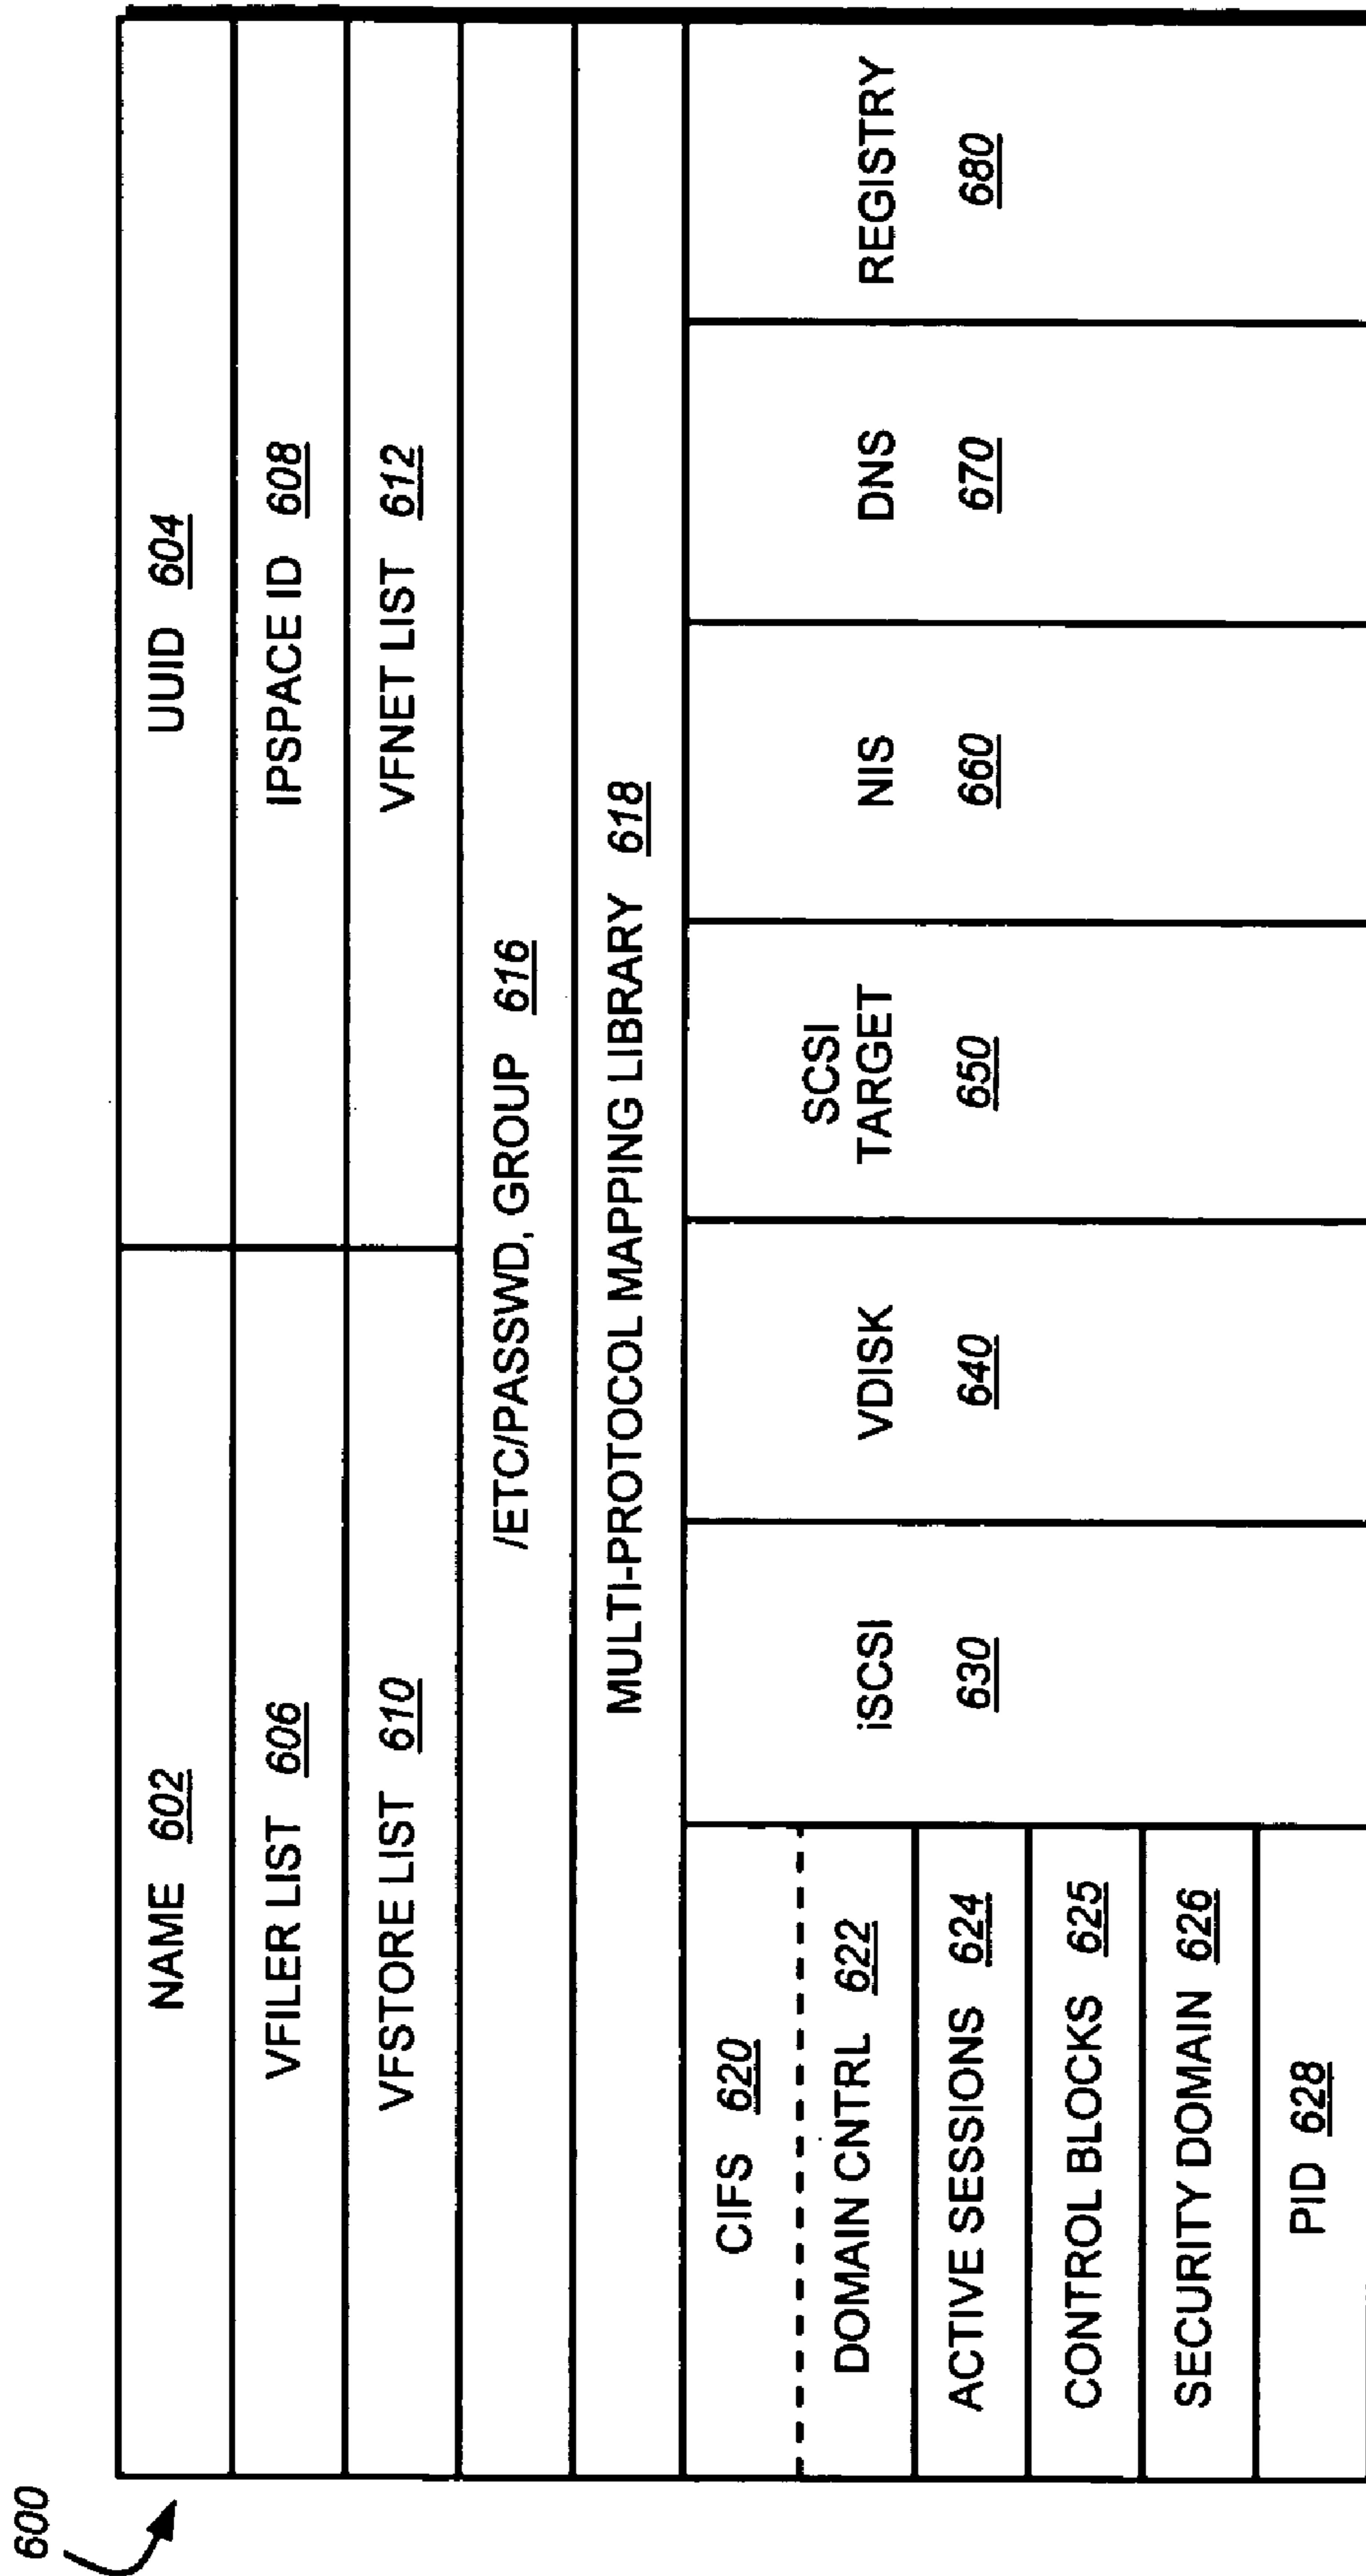 600
NAME 602
UUID 604
VFILER LIST 606
IPSPACE ID 608
VFSTORE LIST 610
VFNET LIST 612
/ETC/PASSWD, GROUP 616
MULTI-PROTOCOL MAPPING LIBRARY 618
CIFS 620
DOMAIN CNTRL 622
ACTIVE SESSIONS 624
CONTROL BLOCKS 625
SECURITY DOMAIN 626
PID 628
iSCSI
630
VDISK
640
SCSI
TARGET
650
NIS
660
DNS
670
REGISTRY
680